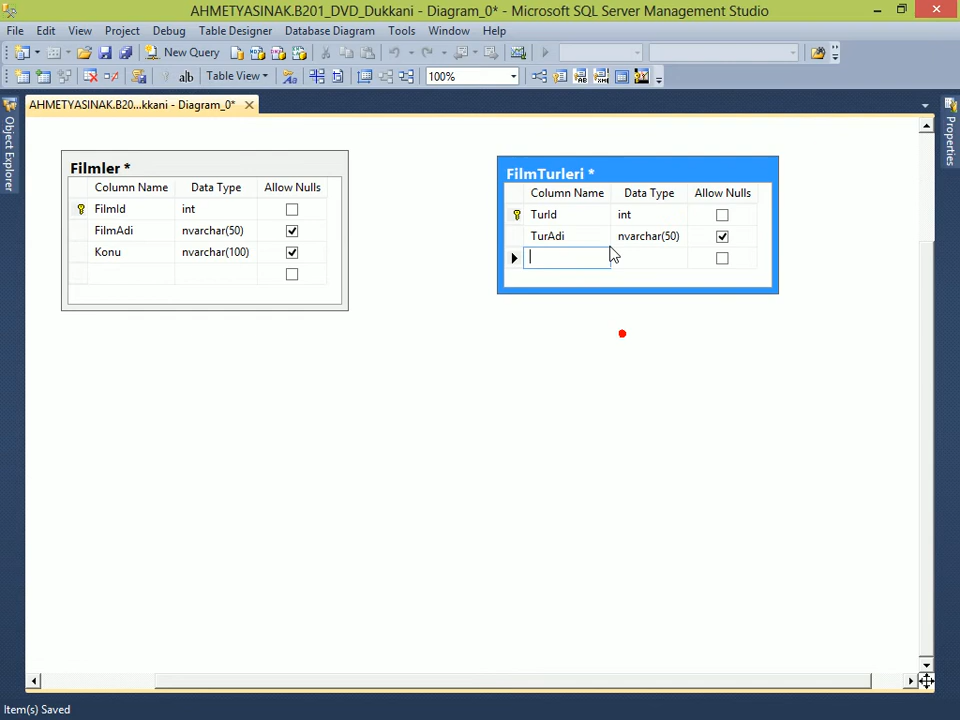 AHMETYASINAK.B201_DVD_Dukkani - Diagram_0* - Microsoft SQL Server Management Studio
File Edit View Project Debug Table Designer Database Diagram Tools Window Help
New Query
Table View 100%
AHMETYASINAK.B20...kkani - Diagram_0*
Object Explorer
Properties
Filmler *
Column Name Data Type Allow Nulls
FilmId int
FilmAdi nvarchar(50)
Konu nvarchar(100)
FilmTurleri *
Column Name Data Type Allow Nulls
TurId int
TurAdi nvarchar(50)
Item(s) Saved